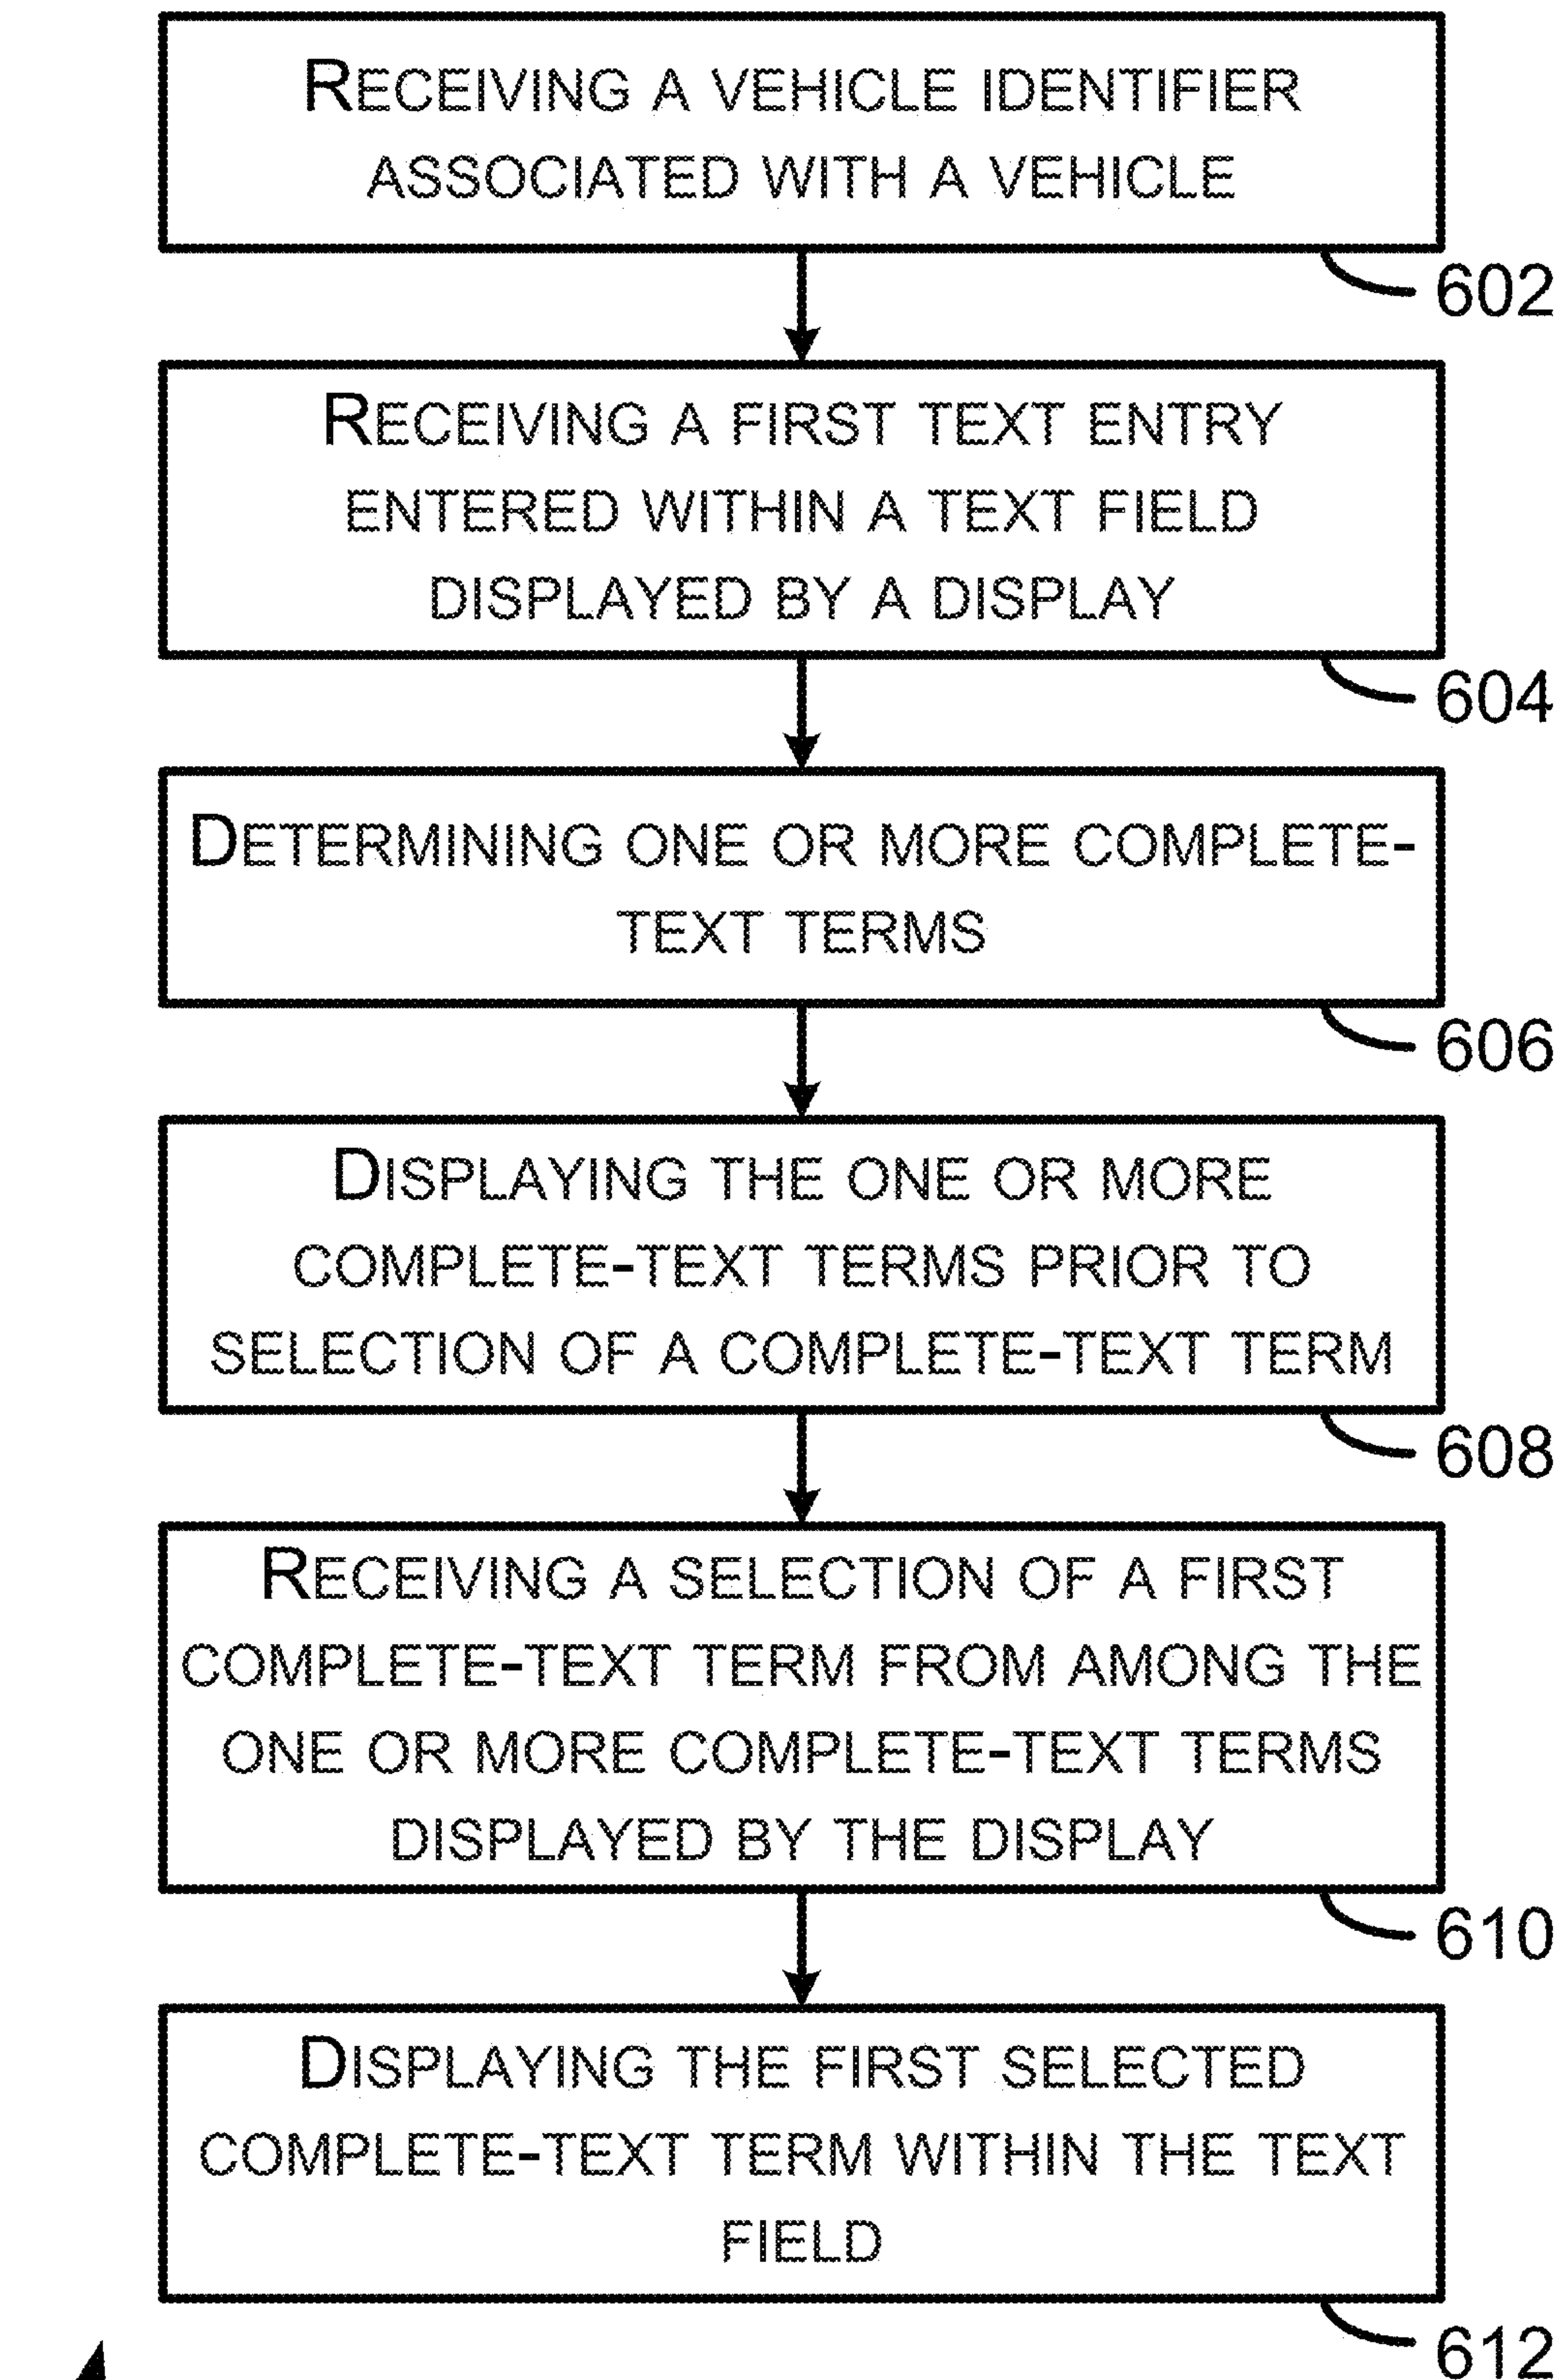 RECEIVING A VEHICLE IDENTIFIER
ASSOCIATED WITH A VEHICLE
602
RECEIVING A FIRST TEXT ENTRY
ENTERED WITHIN A TEXT FIELD
DISPLAYED BY A DISPLAY
604
DETERMINING ONE OR MORE COMPLETE-
TEXT TERMS
606
DISPLAYING THE ONE OR MORE
COMPLETE-TEXT TERMS PRIOR TO
SELECTION OF A COMPLETE-TEXT TERM
608
RECEIVING A SELECTION OF A FIRST
COMPLETE-TEXT TERM FROM AMONG THE
ONE OR MORE COMPLETE-TEXT TERMS
DISPLAYED BY THE DISPLAY
610
DISPLAYING THE FIRST SELECTED
COMPLETE-TEXT TERM WITHIN THE TEXT
FIELD
612